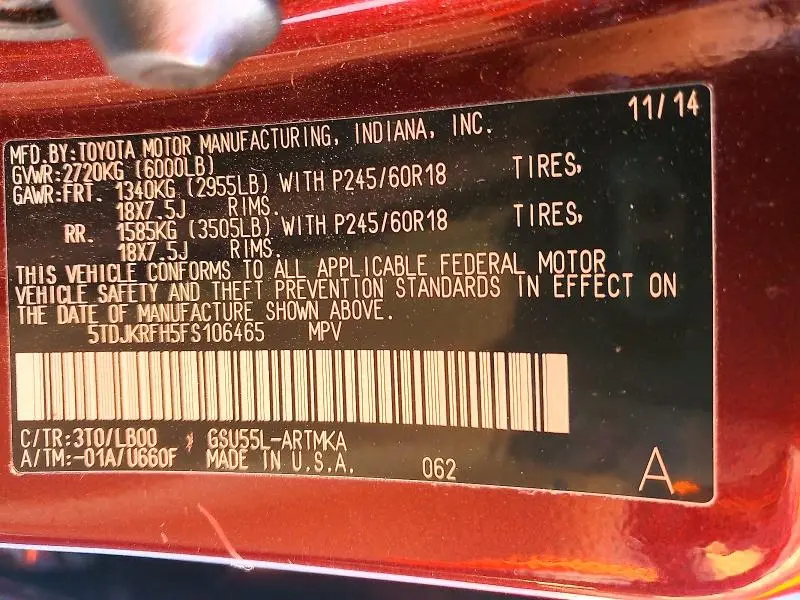 11/14
MFD.BY:TOYOTA MOTOR MANUFACTURING, INDIANA, INC.
GVWR:2720KG (6000LB)
GAWR:FRT. 1340KG (2955LB) WITH P245/60R18 TIRES,
18X7.5J RIMS.
RR. 1585KG (3505LB) WITH P245/60R18 TIRES,
18X7.5J RIMS.
THIS VEHICLE CONFORMS TO ALL APPLICABLE FEDERAL MOTOR
VEHICLE SAFETY AND THEFT PREVENTION STANDARDS IN EFFECT ON
THE DATE OF MANUFACTURE SHOWN ABOVE.
5TDJKRFH5FS106465 MPV
C/TR:3T0/LB00 GSU55L-ARTMKA
A/TM:-01A/U660F MADE IN U.S.A. 062 A